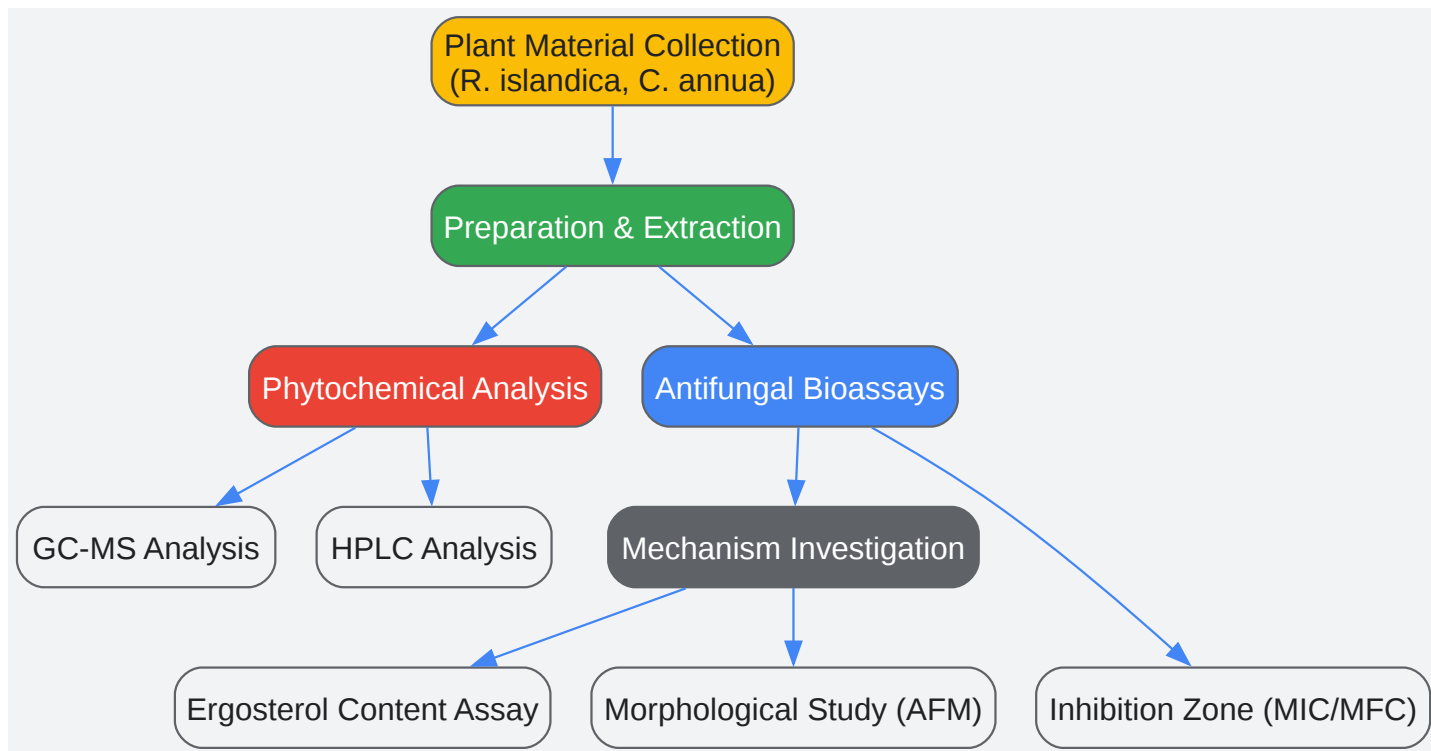 Plant Material Collection
(R. islandica, C. annua)
Preparation & Extraction
Phytochemical Analysis
Antifungal Bioassays
GC-MS Analysis
HPLC Analysis
Mechanism Investigation
Ergosterol Content Assay
Morphological Study (AFM)
Inhibition Zone (MIC/MFC)